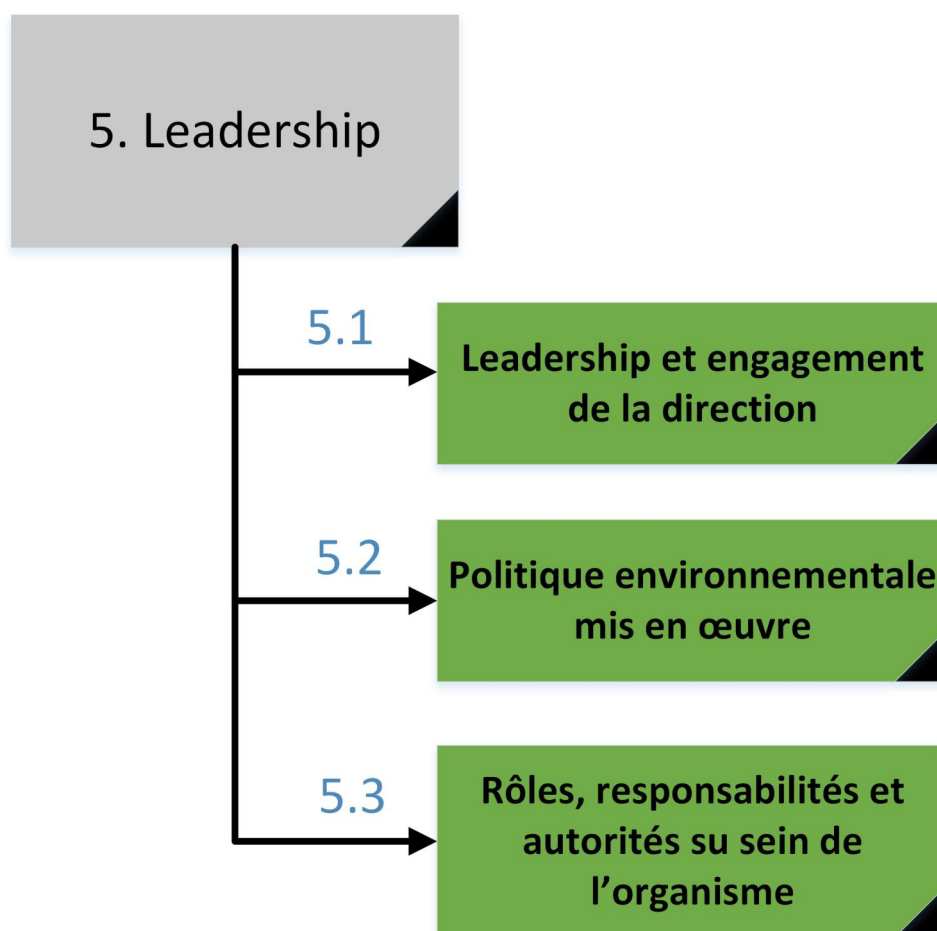 5. Leadership
5.1
Leadership et engagement
de la direction
5.2
Politique environnementale
mis en œuvre
5.3
Rôles, responsabilités et
autorités su sein de
l’organisme